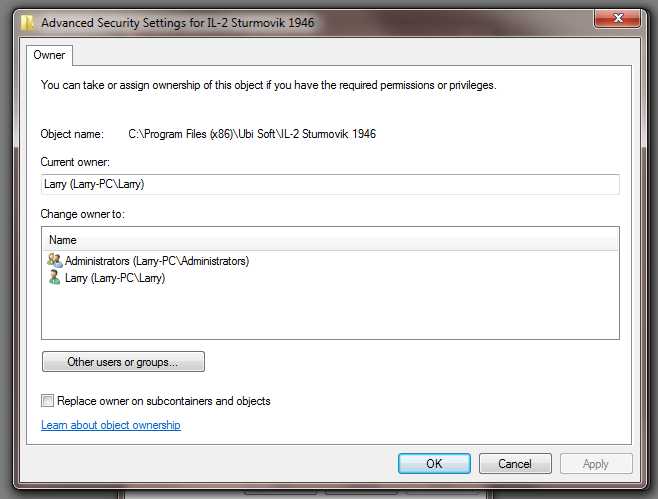 Advanced Security Settings for IL-2 Sturmovik 1946
Owner
You can take or assign ownership of this object if you have the required permissions or privileges.
Object name: C:\Program Files (x86)\Ubi Soft\IL-2 Sturmovik 1946
Current owner:
Larry (Larry-PC\Larry)
Change owner to:
Name
Administrators (Larry-PC\Administrators)
Larry (Larry-PC\Larry)
Other users or groups...
Replace owner on subcontainers and objects
Learn about object ownership
OK Cancel Apply